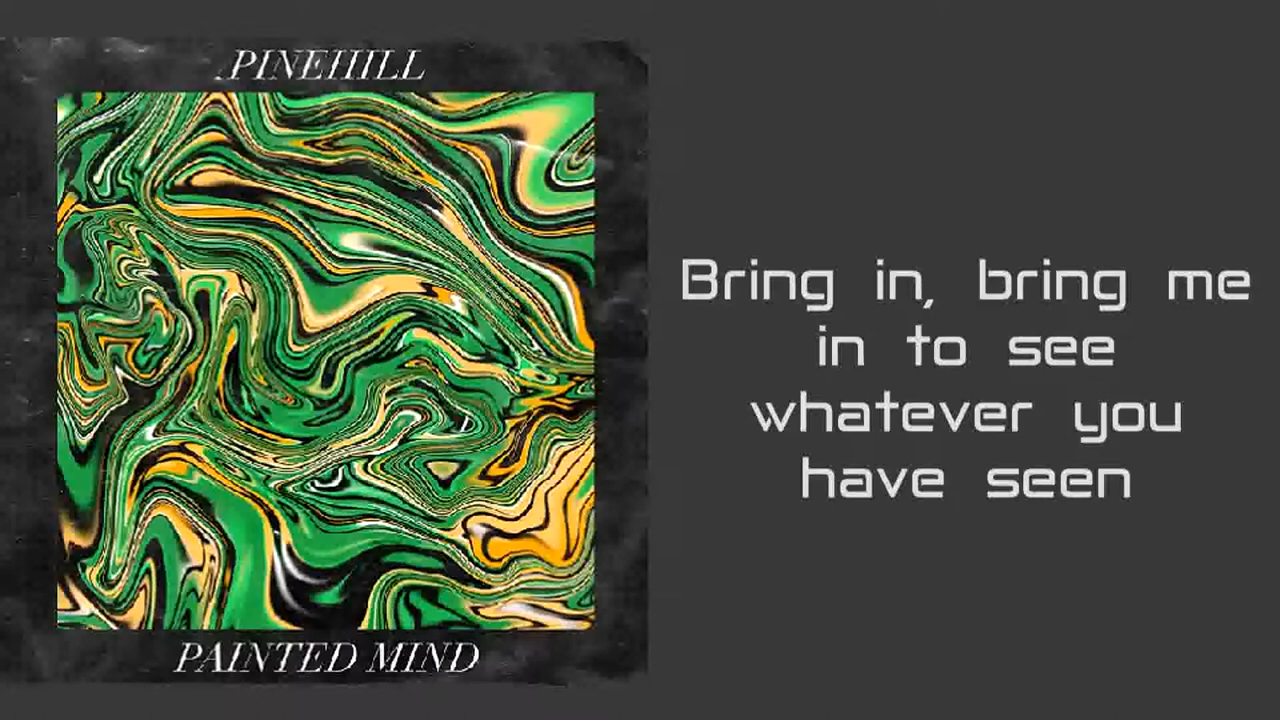 PINEHILL
PAINTED MIND
Bring in, bring me
in to see
whatever you
have seen